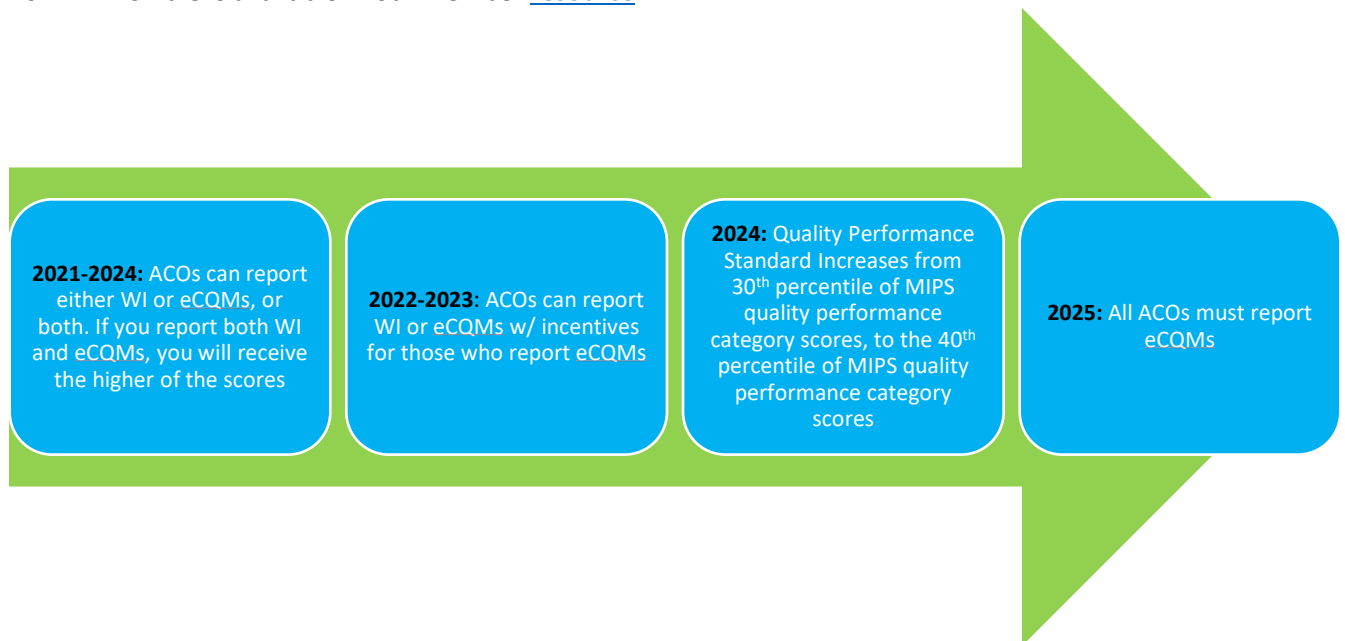 2021-2024: ACOs can report
either WI or eCQMs, or
both. If you report both WI
and eCQMs, you will receive
the higher of the scores
2022-2023: ACOs can report
WI or eCQMs w/ incentives
for those who report eCQMs
2024: Quality Performance
Standard Increases from
30th percentile of MIPS
quality performance
category scores, to the 40th
percentile of MIPS quality
performance category
scores
2025: All ACOs must report
eCQMs